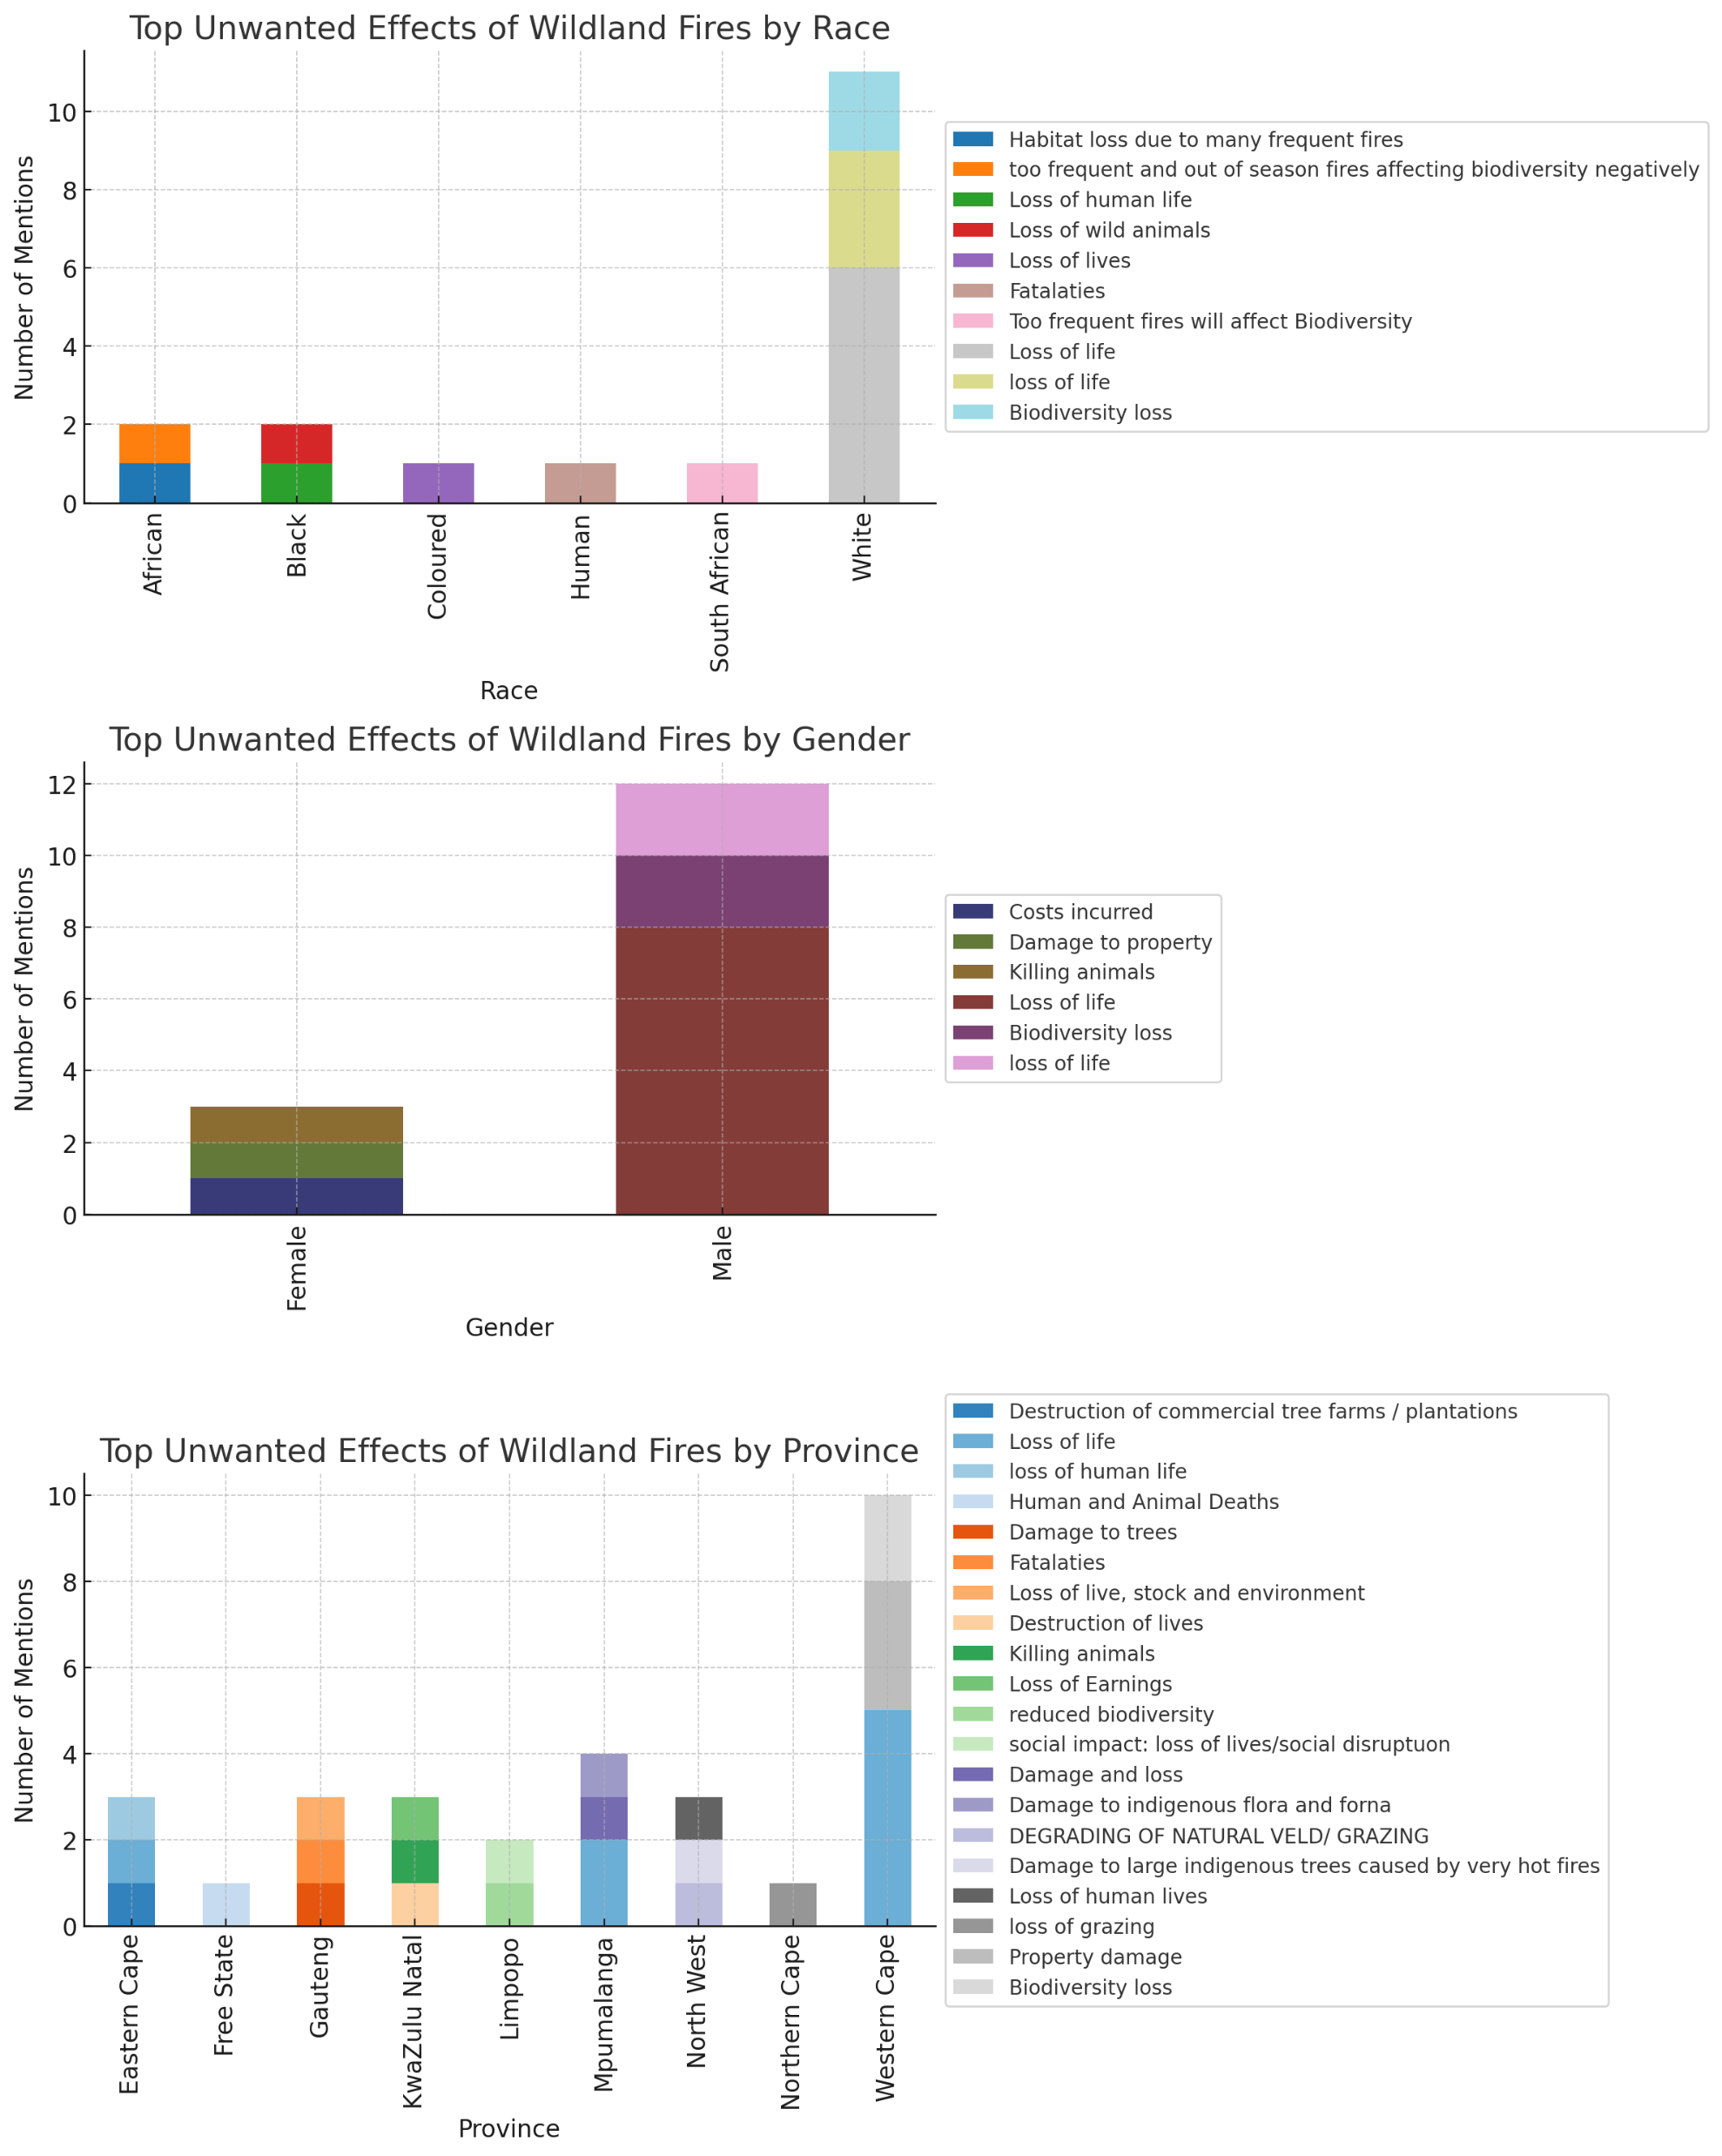 Top Unwanted Effects of Wildland Fires by Race
Number of Mentions
10
8
6
4
2
0
African
Black
Coloured
Human
South African
White
Race
Habitat loss due to many frequent fires
too frequent and out of season fires affecting biodiversity negatively
Loss of human life
Loss of wild animals
Loss of lives
Fatalaties
Too frequent fires will affect Biodiversity
Loss of life
loss of life
Biodiversity loss
Top Unwanted Effects of Wildland Fires by Gender
Number of Mentions
12
10
8
6
4
2
0
Female
Male
Gender
Costs incurred
Damage to property
Killing animals
Loss of life
Biodiversity loss
loss of life
Top Unwanted Effects of Wildland Fires by Province
Number of Mentions
10
8
6
4
2
0
Eastern Cape
Free State
Gauteng
KwaZulu Natal
Limpopo
Mpumalanga
North West
Northern Cape
Western Cape
Province
Destruction of commercial tree farms / plantations
Loss of life
loss of human life
Human and Animal Deaths
Damage to trees
Fatalaties
Loss of live, stock and environment
Destruction of lives
Killing animals
Loss of Earnings
reduced biodiversity
social impact: loss of lives/social disruptuon
Damage and loss
Damage to indigenous flora and forna
DEGRADING OF NATURAL VELD/ GRAZING
Damage to large indigenous trees caused by very hot fires
Loss of human lives
loss of grazing
Property damage
Biodiversity loss